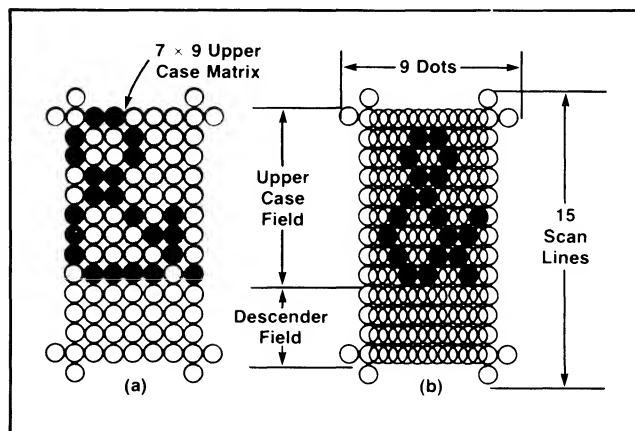 7 × 9 Upper
Case Matrix
9 Dots
Upper
Case
Field
15
Scan
Lines
Descender
Field
(a)
(b)